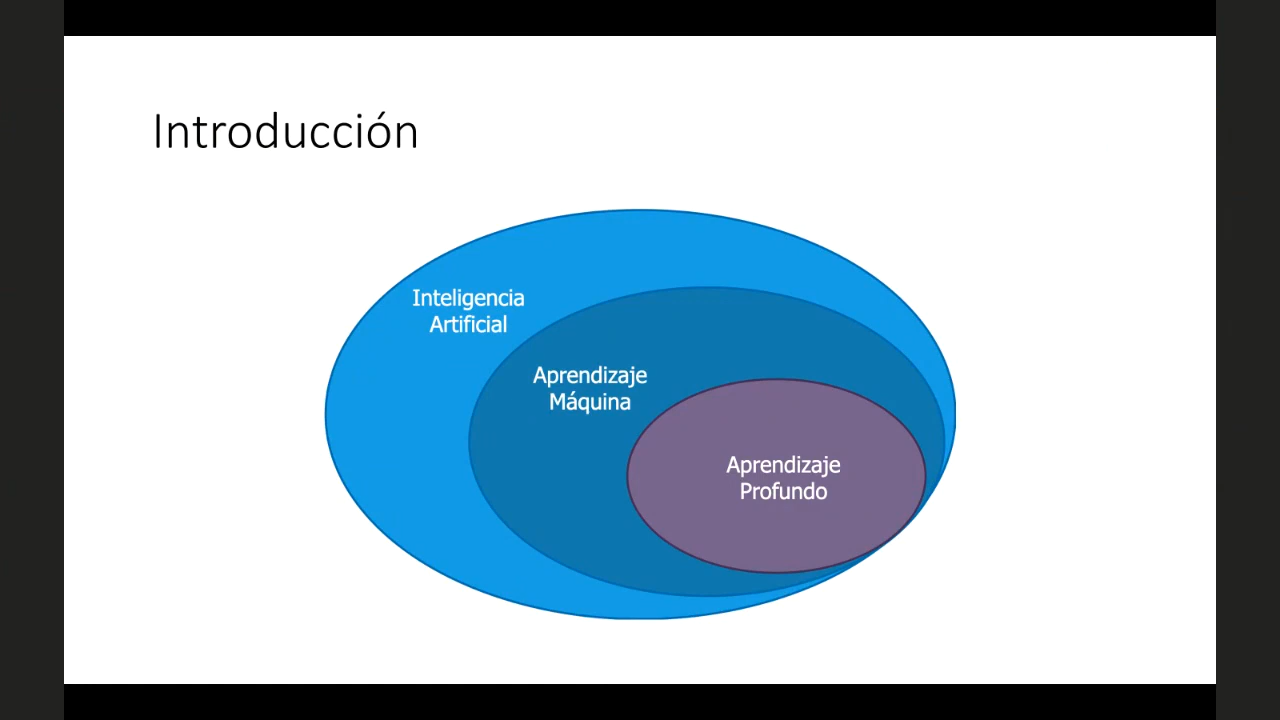 Introducción
Inteligencia
Artificial
Aprendizaje
Máquina
Aprendizaje
Profundo